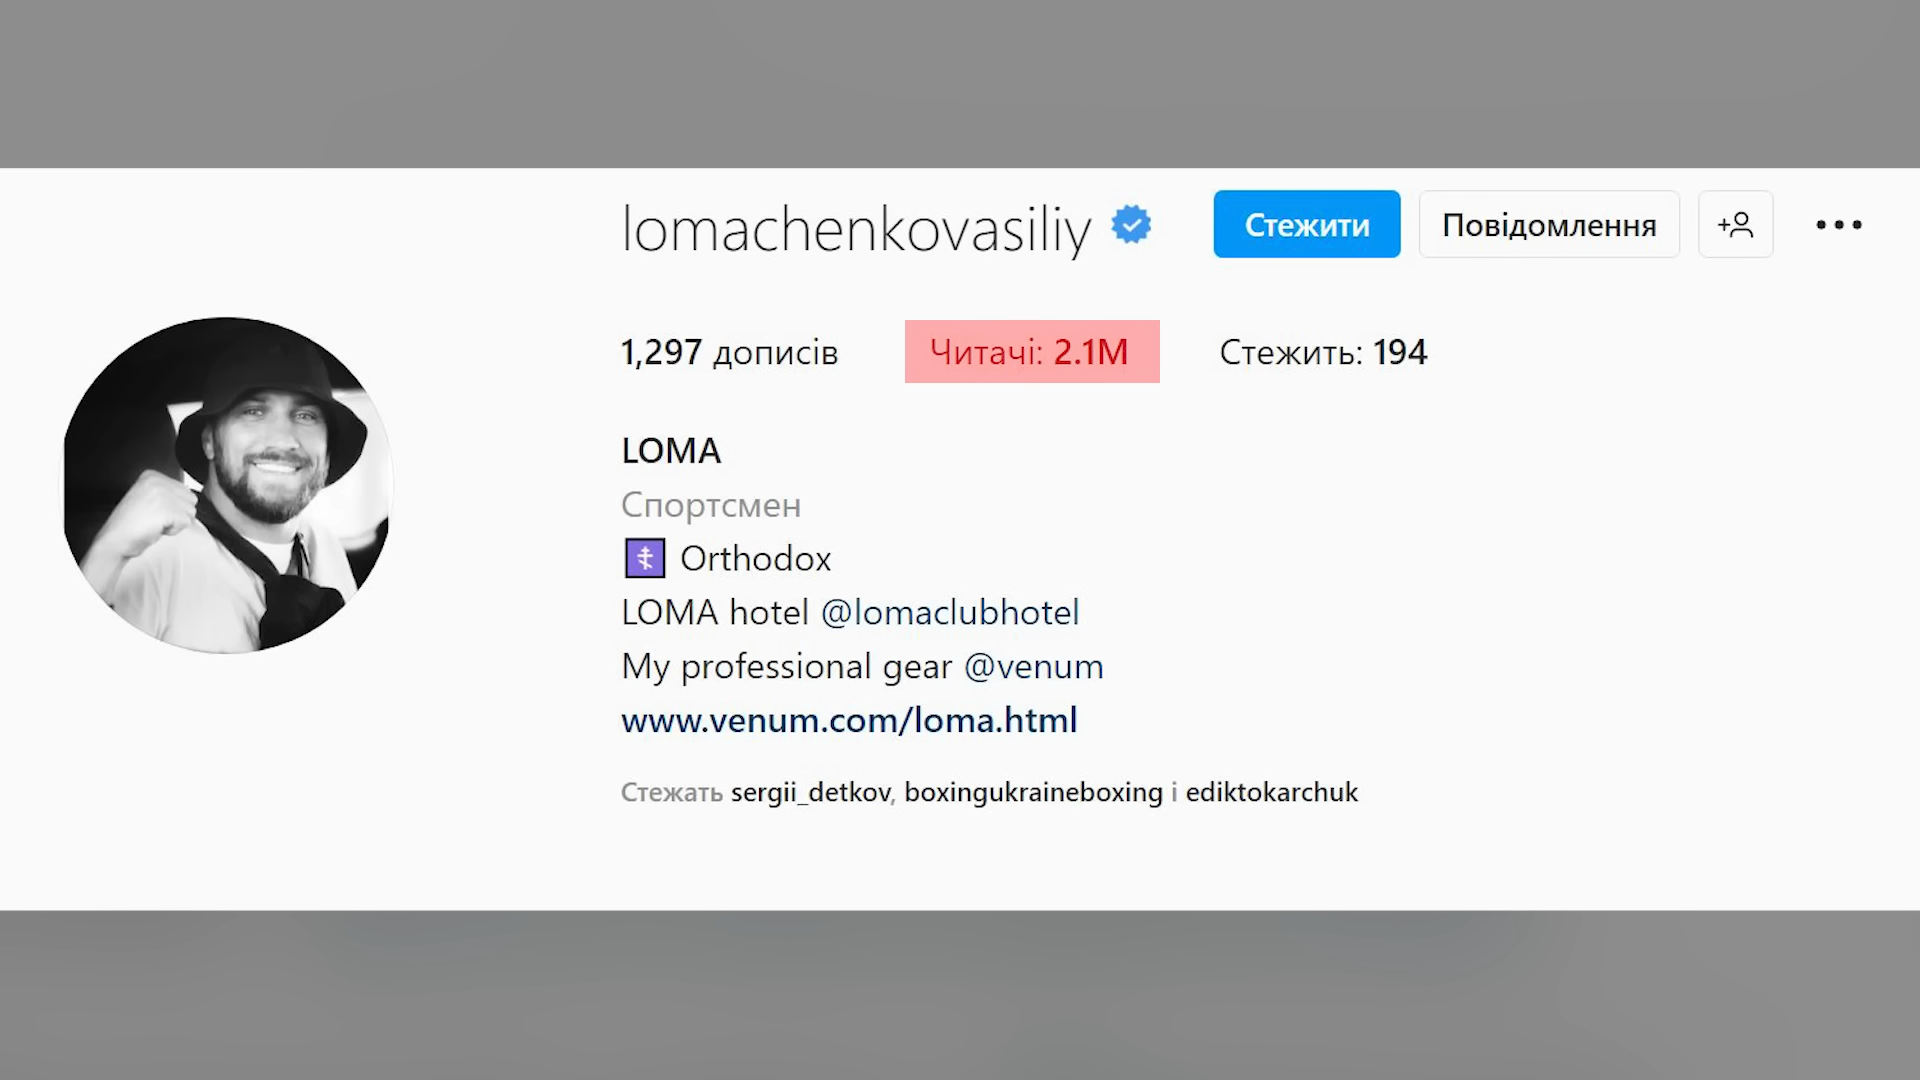 lomachenkovasiliy Стежити Повідомлення
1,297 дописів Читачі: 2.1M Стежить: 194
LOMA
Спортсмен
☦ Orthodox
LOMA hotel @lomaclubhotel
My professional gear @venum
www.venum.com/loma.html
Стежать sergii_detkov, boxingukraineboxing і ediktokarchuk